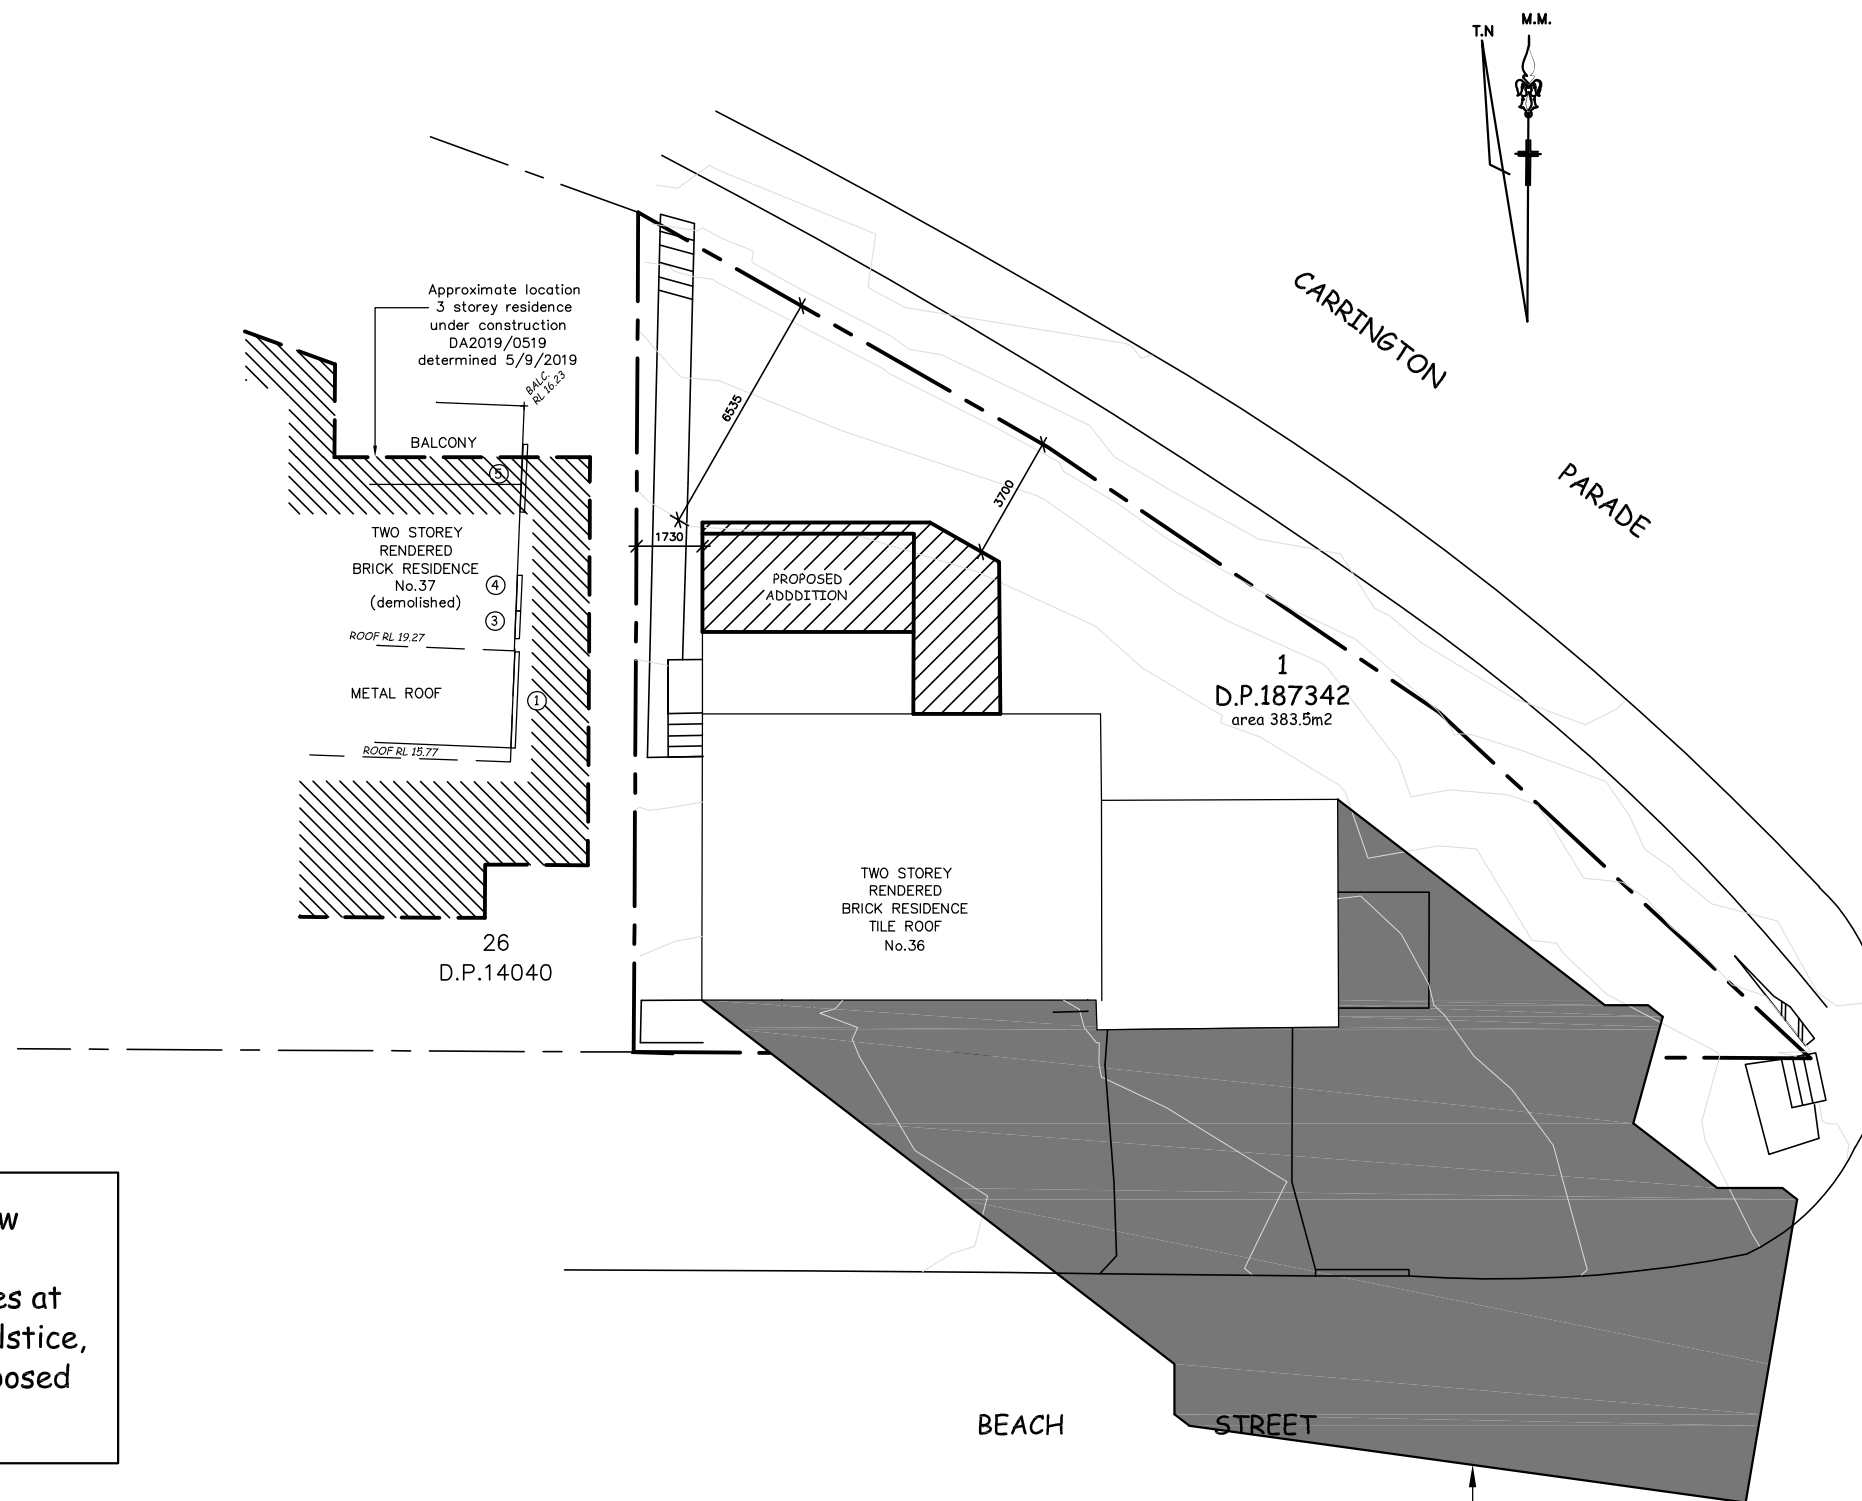 T.N
M.M.
CARRINGTON
PARADE
Approximate location
3 storey residence
under construction
DA2019/0519
determined 5/9/2019
BALC.
RL 16.23
BALCONY
5
TWO STOREY
RENDERED
BRICK RESIDENCE
No.37
(demolished)
4
3
ROOF RL 19.27
METAL ROOF
1
ROOF RL 15.77
26
D.P.14040
6535
3700
1730
PROPOSED
ADDDITION
1
D.P.187342
area 383.5m2
TWO STOREY
RENDERED
BRICK RESIDENCE
TILE ROOF
No.36
w
es at
lstice,
posed
BEACH STREET